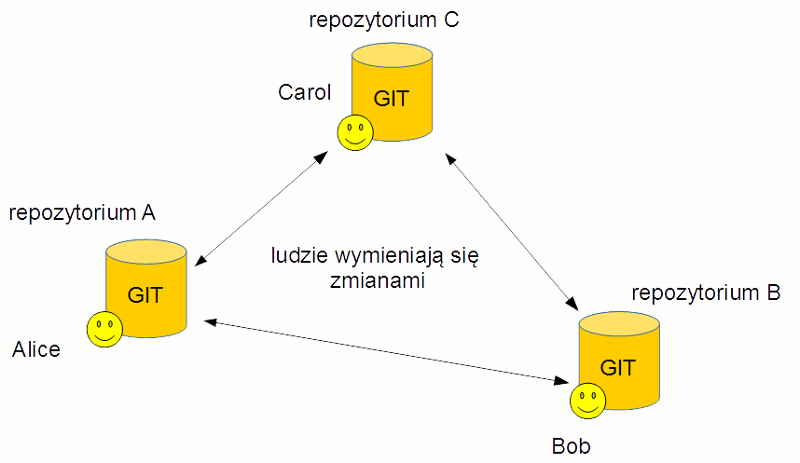 repozytorium C
Carol
GIT
repozytorium A
GIT
Alice
ludzie wymieniają się
zmianami
repozytorium B
GIT
Bob